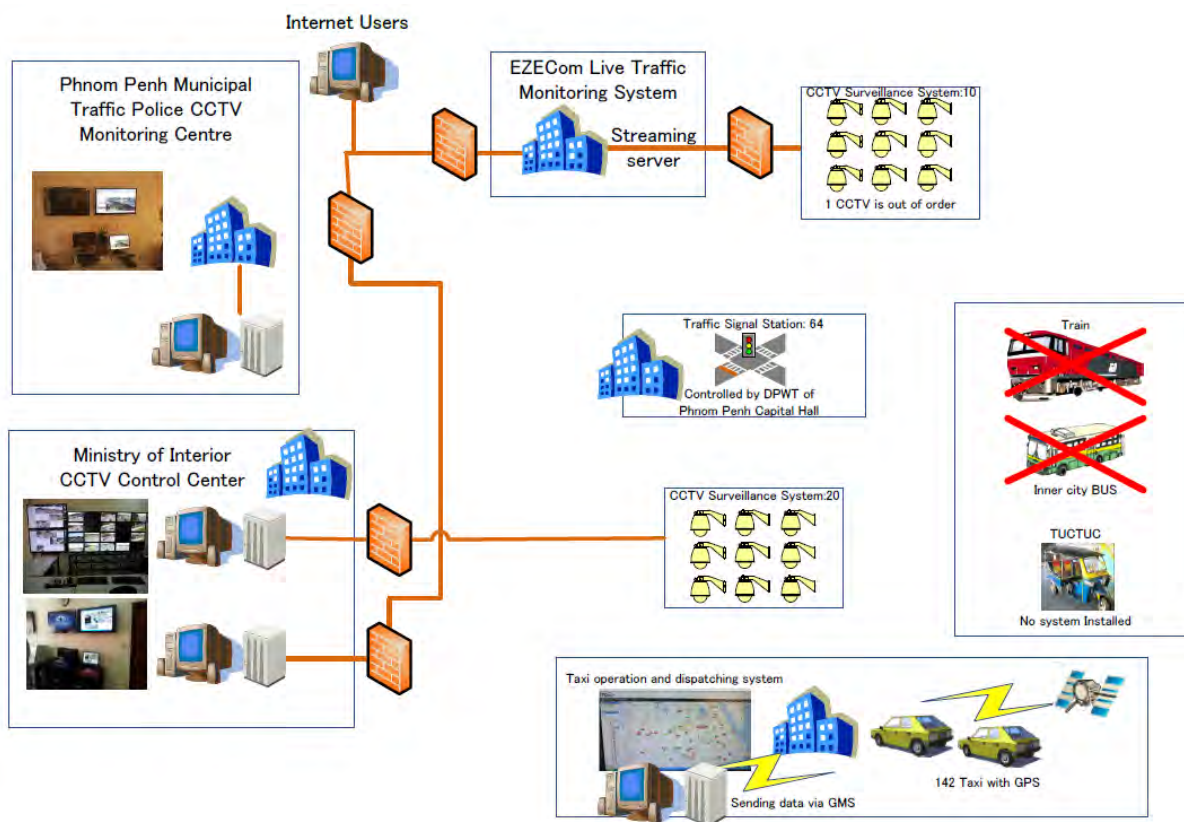 Internet Users
Phnom Penh Municipal
Traffic Police CCTV
Monitoring Centre
EZECom Live Traffic
Monitoring System
Streaming
server
CCTV Surveillance System:10
1 CCTV is out of order
Traffic Signal Station: 64
Controlled by DPWT of
Phnom Penh Capital Hall
Train
Inner city BUS
TUCTUC
No system Installed
Ministry of Interior
CCTV Control Center
CCTV Surveillance System:20
Taxi operation and dispatching system
142 Taxi with GPS
Sending data via GMS